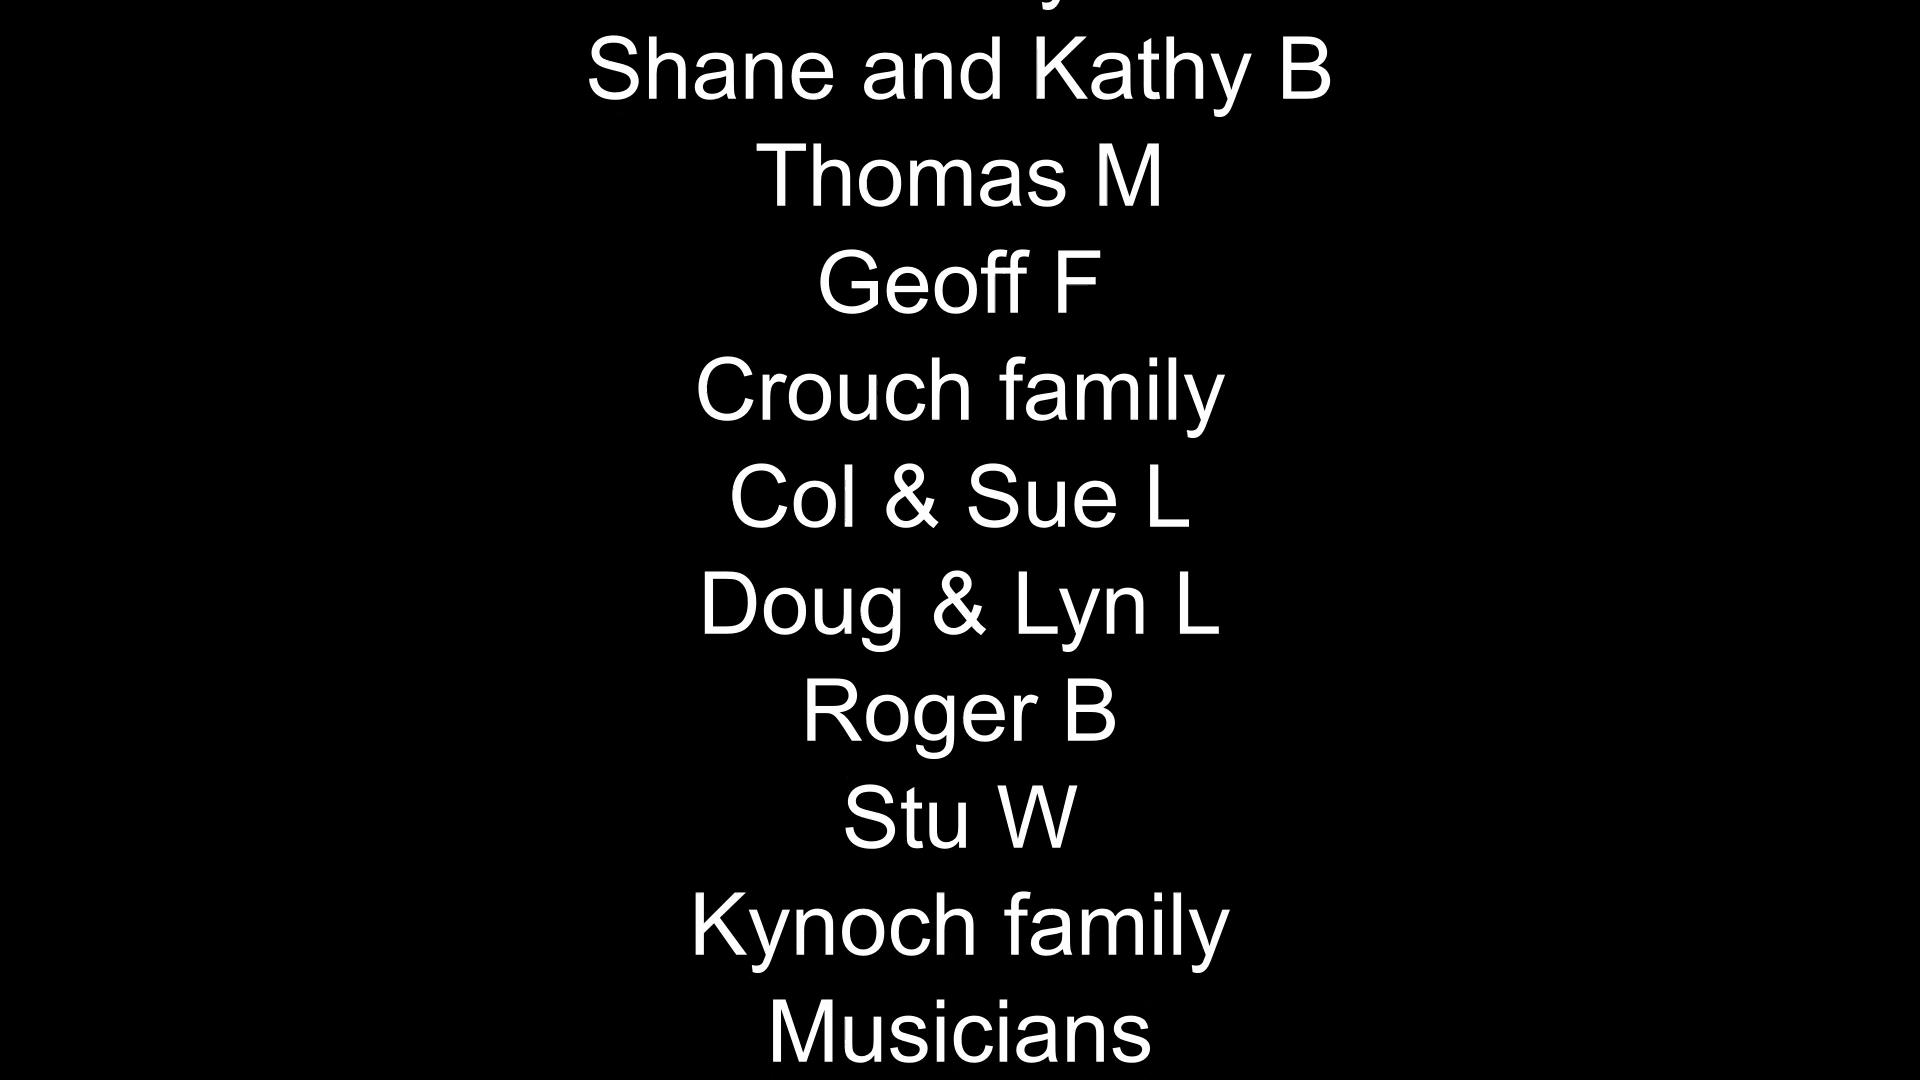 Shane and Kathy B
Thomas M
Geoff F
Crouch family
Col & Sue L
Doug & Lyn L
Roger B
Stu W
Kynoch family
Musicians